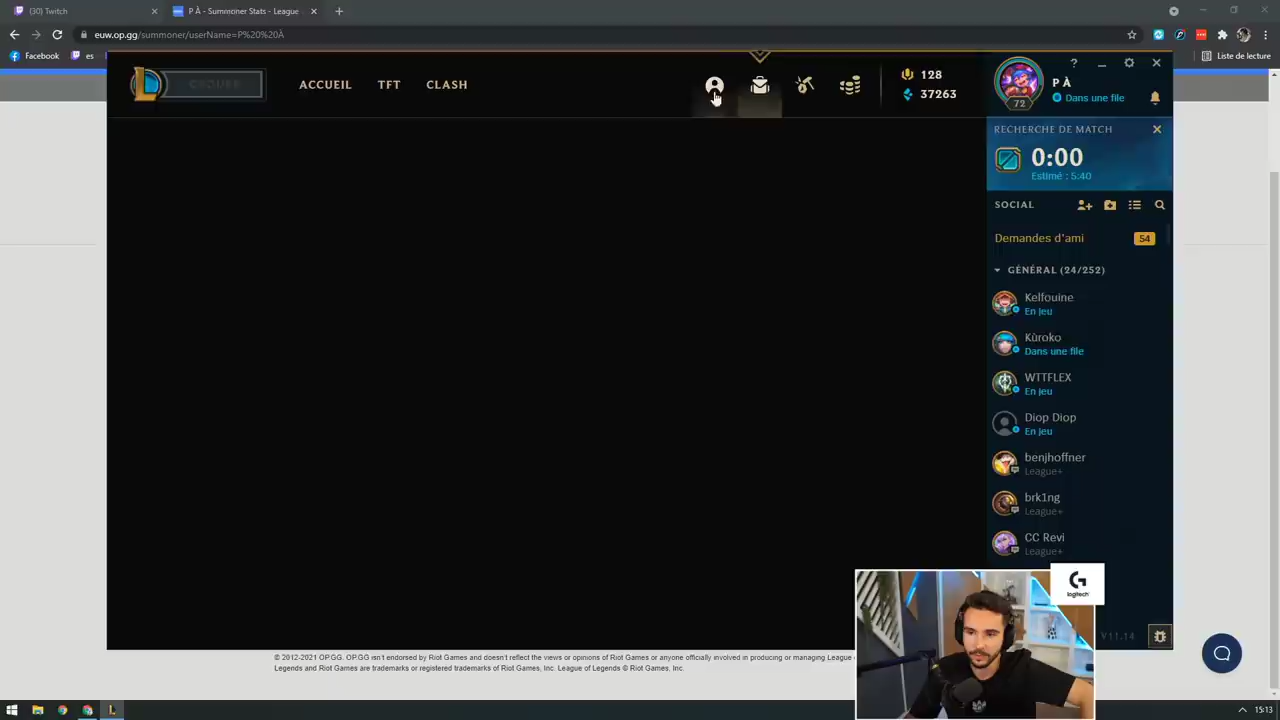 (30) Twitch
P À - Summoner Stats - League
euw.op.gg/summoner/userName=P%20%20À
Facebook
es
Liste de lecture
ACCUEIL
TFT
CLASH
128
37263
72
P À
Dans une file
RECHERCHE DE MATCH
0:00
Estimé : 5:40
SOCIAL
Demandes d'ami
54
GÉNÉRAL (24/252)
Kelfouine
En jeu
Kùroko
Dans une file
WTTFLEX
En jeu
Diop Diop
En jeu
benjhoffner
League+
brk1ng
League+
CC Revi
League+
logitech
V11.14
© 2012-2021 OP.GG. OP.GG isn't endorsed by Riot Games and doesn't reflect the views or opinions of Riot Games or anyone officially involved in producing or managing League
Legends and Riot Games are trademarks or registered trademarks of Riot Games, Inc. League of Legends © Riot Games, Inc.
15:13